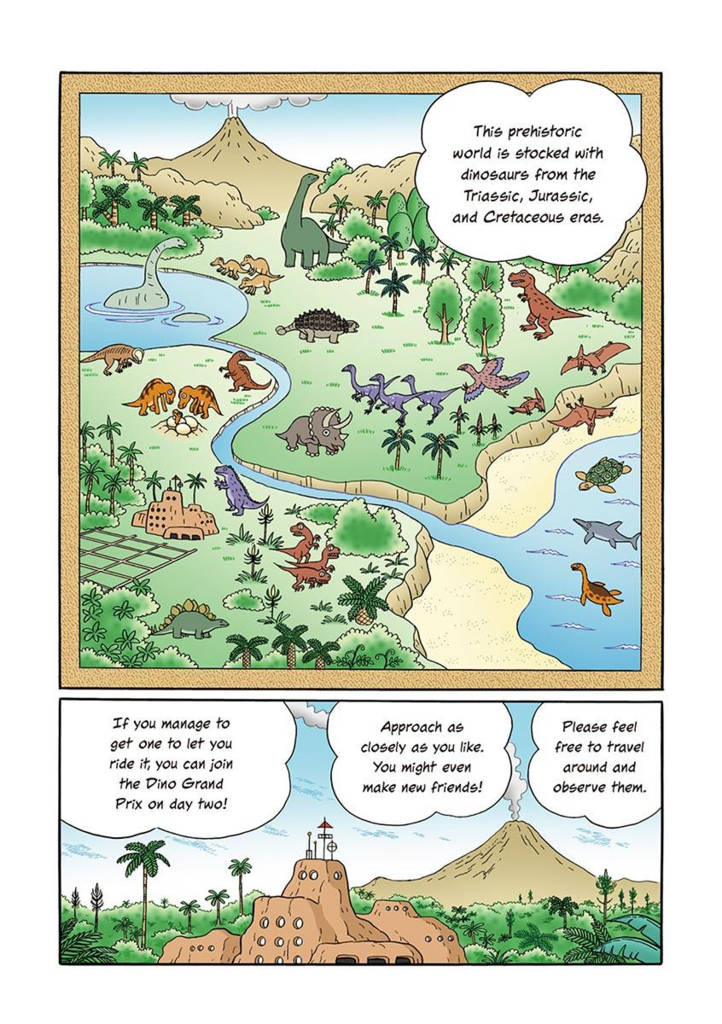 This prehistoric
world is stocked with
dinosaurs from the
Triassic, Jurassic,
and Cretaceous eras.
Please feel
free to travel
around and
observe them.
Approach as
closely as you like.
You might even
make new friends!
If you manage to
get one to let you
ride it, you can join
the Dino Grand
Prix on day two!